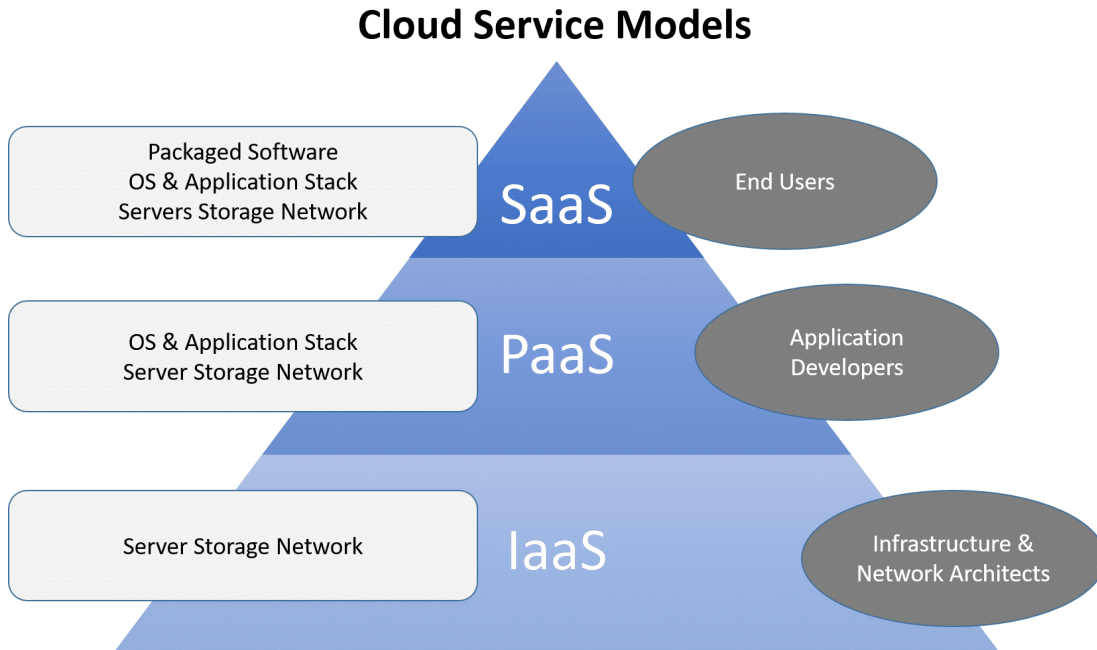 Cloud Service Models
Packaged Software
OS & Application Stack
Servers Storage Network
SaaS
End Users
OS & Application Stack
Server Storage Network
PaaS
Application
Developers
Server Storage Network
IaaS
Infrastructure &
Network Architects